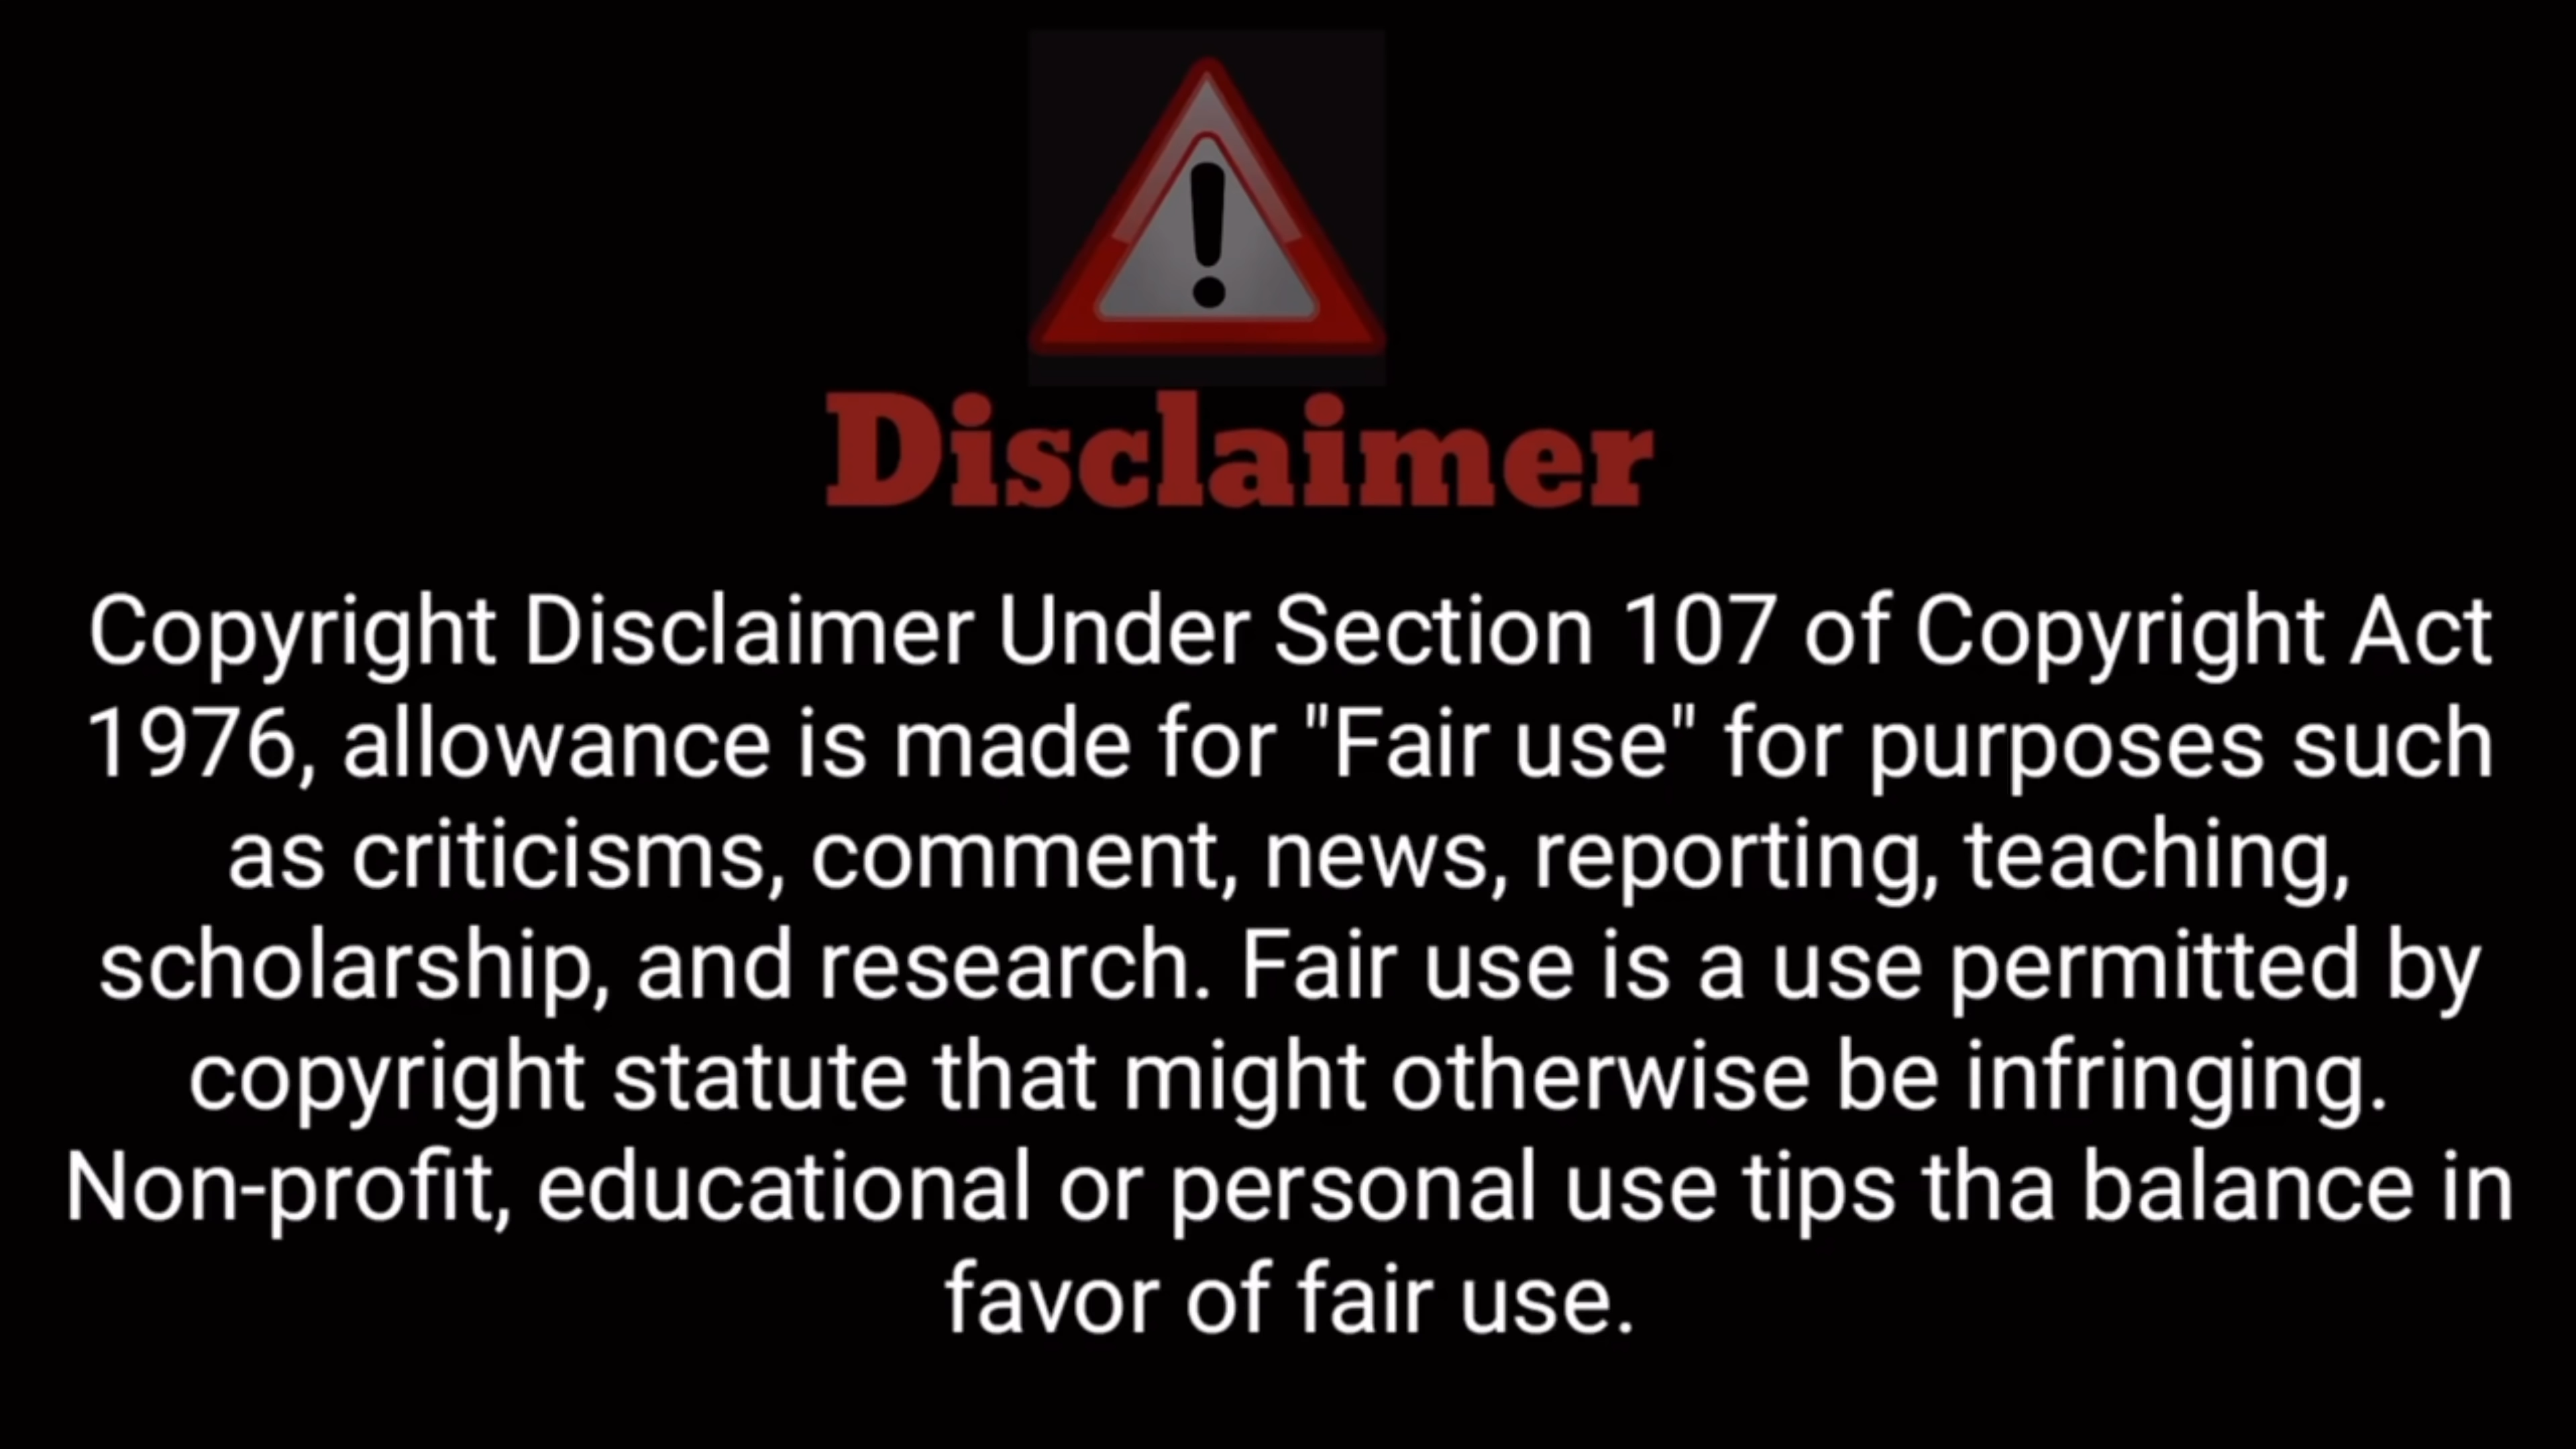 Disclaimer
Copyright Disclaimer Under Section 107 of Copyright Act
1976, allowance is made for "Fair use" for purposes such
as criticisms, comment, news, reporting, teaching,
scholarship, and research. Fair use is a use permitted by
copyright statute that might otherwise be infringing.
Non-profit, educational or personal use tips tha balance in
favor of fair use.